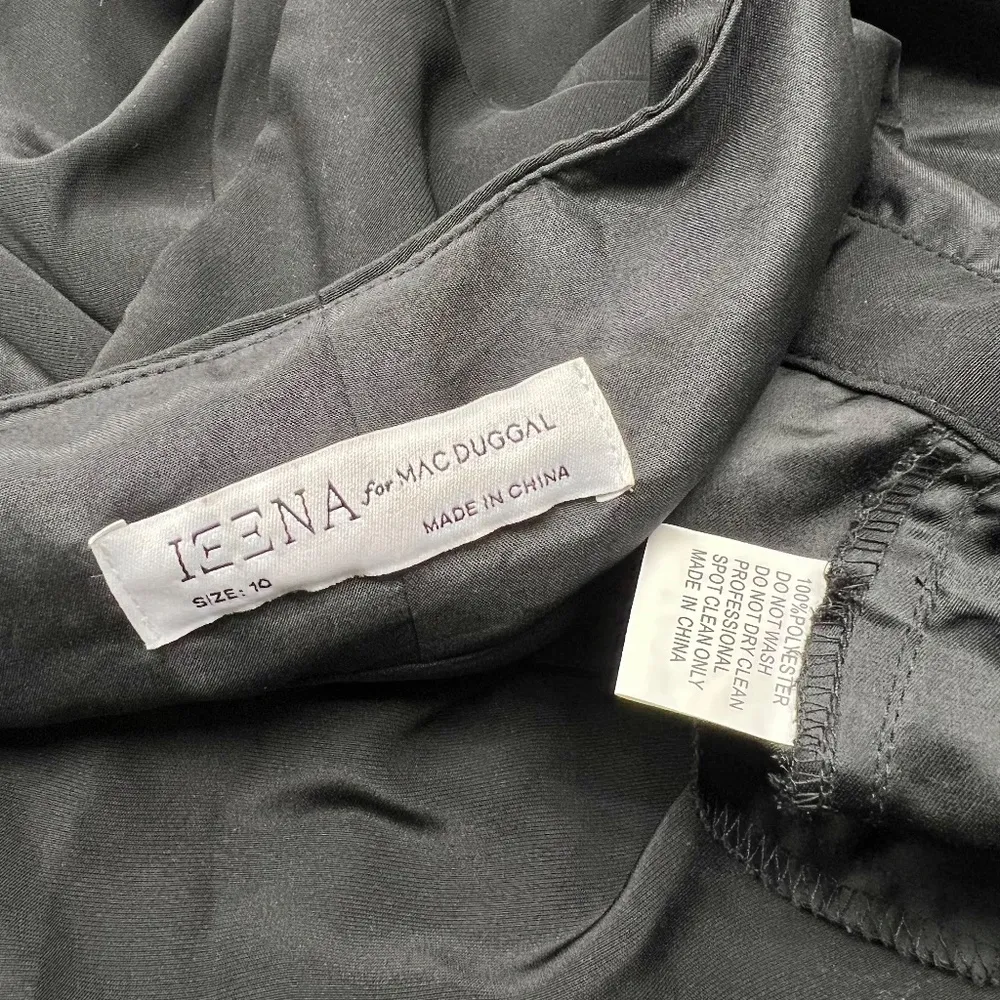 IEENA for MAC DUGGAL
SIZE: 10
MADE IN CHINA
100%POLYESTER
DO NOT WASH
DO NOT DRY CLEAN
PROFESSIONAL
SPOT CLEAN ONLY
MADE IN CHINA